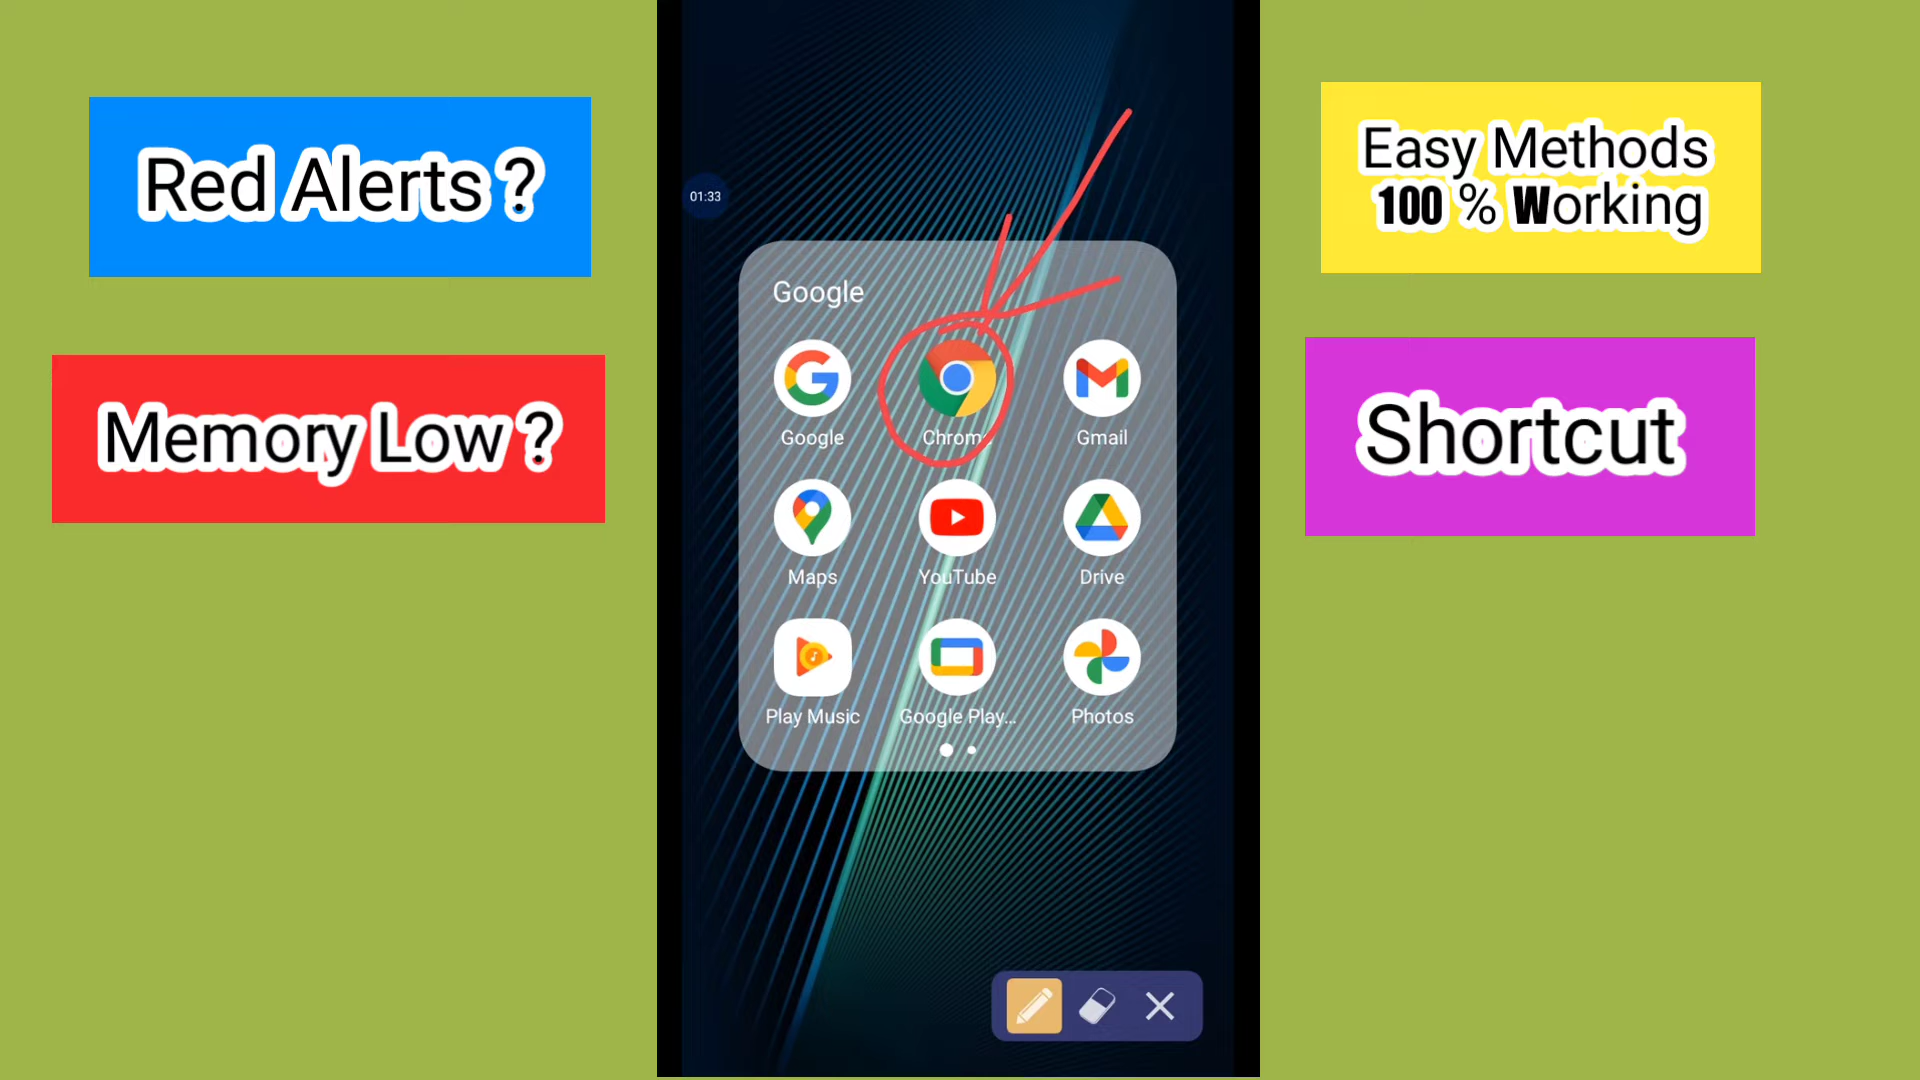 Red Alerts ?
Memory Low ?
01:33
Google
Google
Chrome
Gmail
Maps
YouTube
Drive
Play Music
Google Play...
Photos
Easy Methods
100 % Working
Shortcut